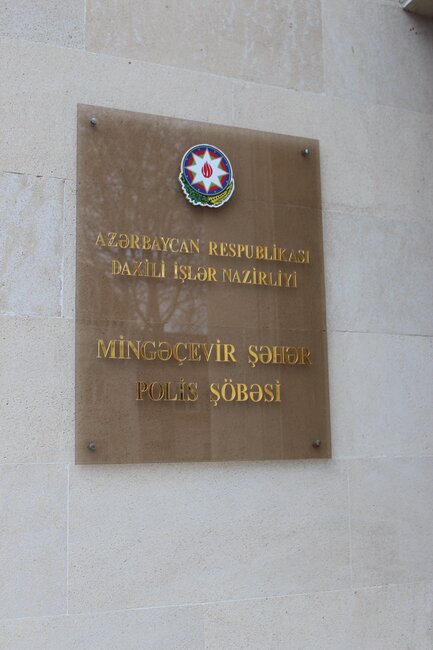 AZƏRBAYCAN RESPUBLİKASI
DAXİLİ İŞLƏR NAZİRLİYİ
MİNGƏÇEVİR ŞƏHƏR
POLİS ŞÖBƏSİ